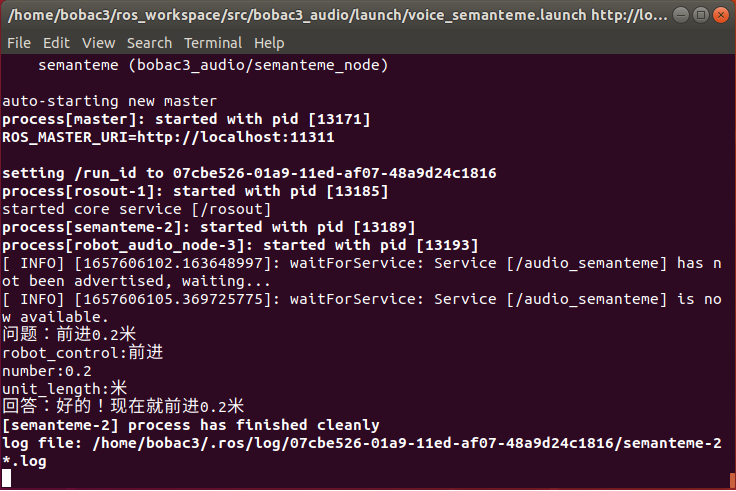 /home/bobac3/ros_workspace/src/bobac3_audio/launch/voice_semanteme.launch http://lo...
File Edit View Search Terminal Help
semanteme (bobac3_audio/semanteme_node)
auto-starting new master
process[master]: started with pid [13171]
ROS_MASTER_URI=http://localhost:11311
setting /run_id to 07cbe526-01a9-11ed-af07-48a9d24c1816
process[rosout-1]: started with pid [13185]
started core service [/rosout]
process[semanteme-2]: started with pid [13189]
process[robot_audio_node-3]: started with pid [13193]
[ INFO] [1657606102.163648997]: waitForService: Service [/audio_semanteme] has n
ot been advertised, waiting...
[ INFO] [1657606105.369725775]: waitForService: Service [/audio_semanteme] is no
w available.
问题：前进0.2米
robot_control:前进
number:0.2
unit_length:米
回答：好的！现在就前进0.2米
[semanteme-2] process has finished cleanly
log file: /home/bobac3/.ros/log/07cbe526-01a9-11ed-af07-48a9d24c1816/semanteme-2
*.log